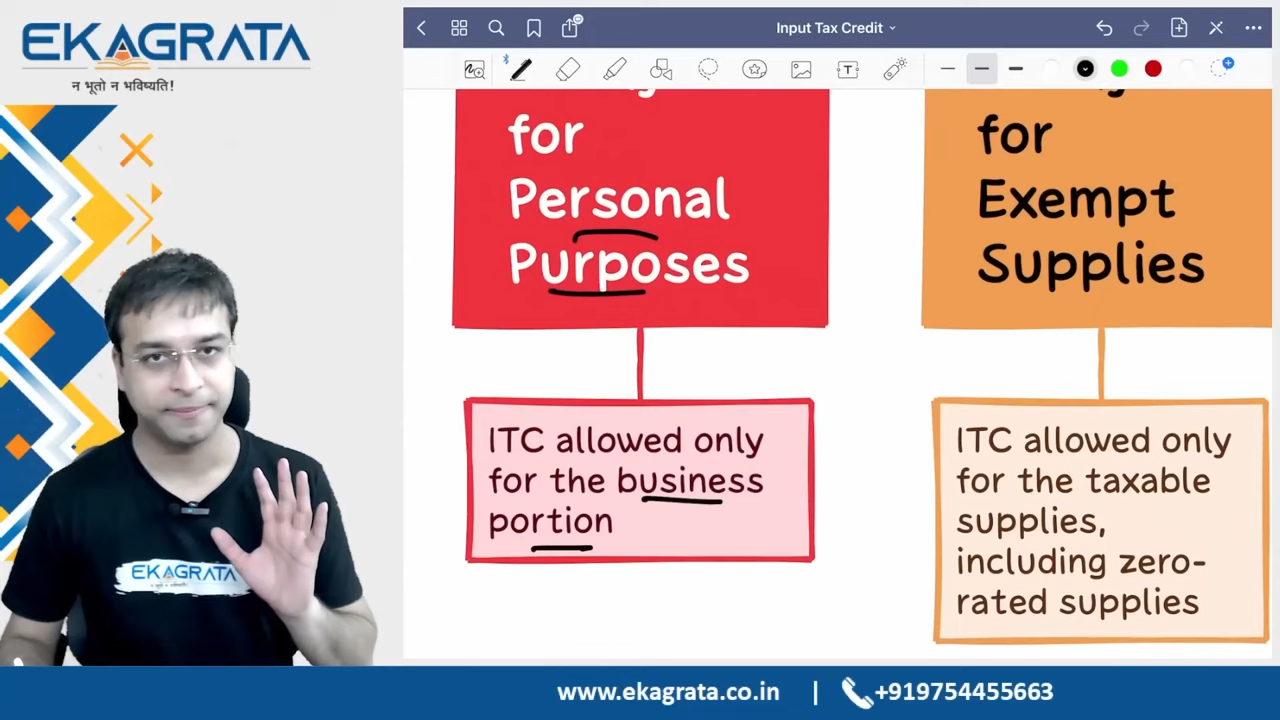 EKAGRATA
न भूतो न भविष्यति!
Input Tax Credit
T
for
Personal
Purposes
for
Exempt
Supplies
ITC allowed only
for the business
portion
ITC allowed only
for the taxable
supplies,
including zero-
rated supplies
EKAGRATA
www.ekagrata.co.in | +919754455663